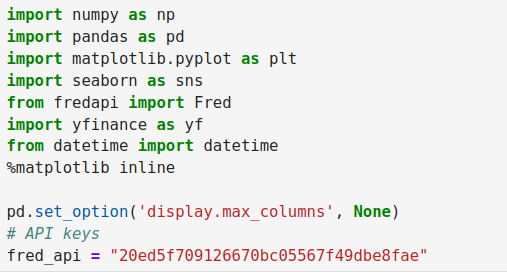 import numpy as np
import pandas as pd
import matplotlib.pyplot as plt
import seaborn as sns
from fredapi import Fred
import yfinance as yf
from datetime import datetime
%matplotlib inline

pd.set_option('display.max_columns', None)
# API keys
fred_api = "20ed5f709126670bc05567f49dbe8fae"